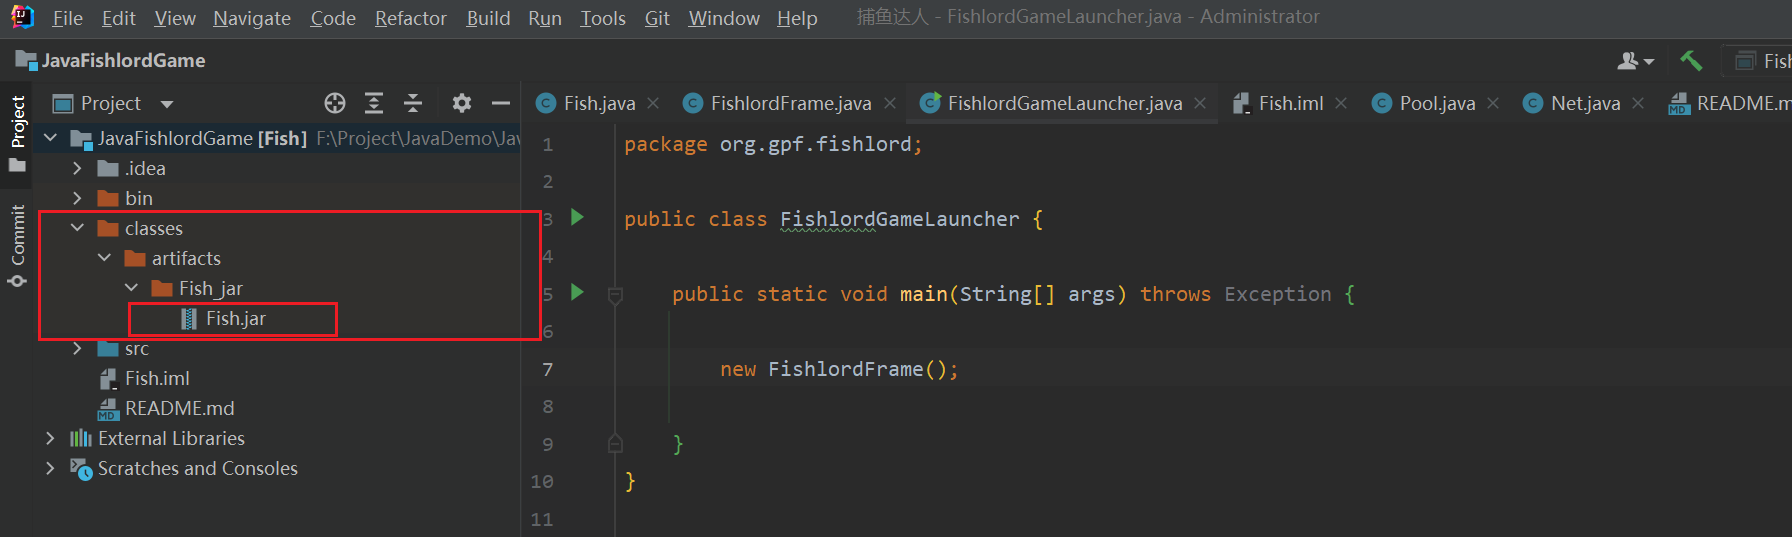 File Edit View Navigate Code Refactor Build Run Tools Git Window Help 捕鱼达人 - FishlordGameLauncher.java - Administrator
JavaFishlordGame
Fish
Project
Commit
Project
JavaFishlordGame [Fish] F:\Project\JavaDemo\Jav
.idea
bin
classes
artifacts
Fish_jar
Fish.jar
src
Fish.iml
README.md
External Libraries
Scratches and Consoles
Fish.java FishlordFrame.java FishlordGameLauncher.java Fish.iml Pool.java Net.java README.m
1 package org.gpf.fishlord;
2
3 public class FishlordGameLauncher {
4
5 public static void main(String[] args) throws Exception {
6
7 new FishlordFrame();
8
9 }
10 }
11